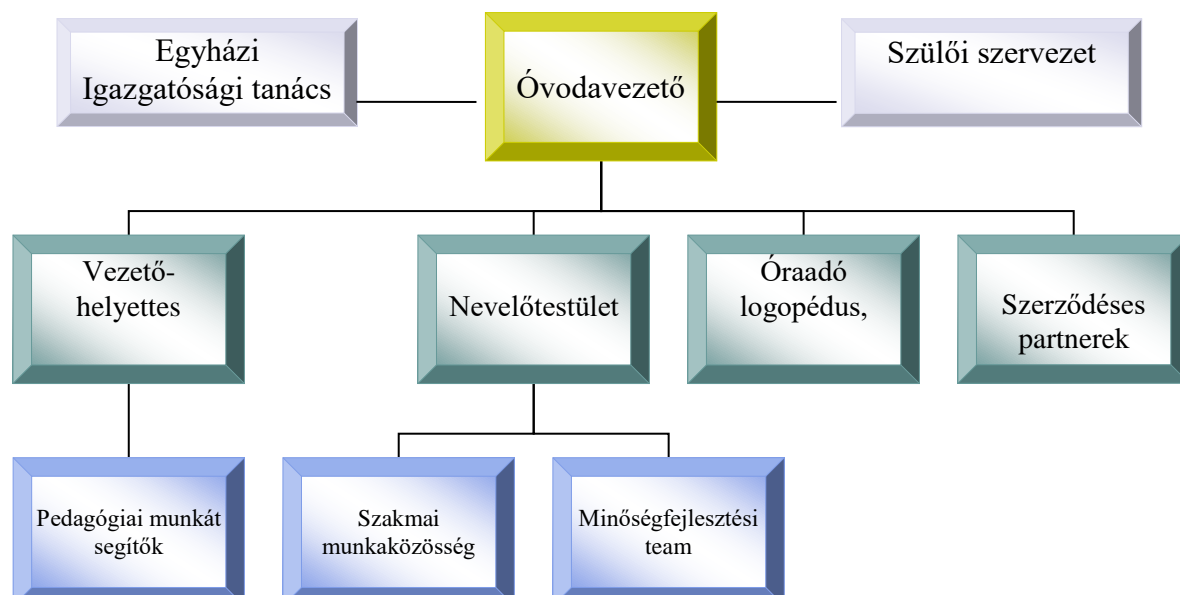 Egyházi
Igazgatósági tanács
Óvodavezető
Szülői szervezet
Vezető-
helyettes
Nevelőtestület
Óraadó
logopédus,
Szerződéses
partnerek
Pedagógiai munkát
segítők
Szakmai
munkaközösség
Minőségfejlesztési
team